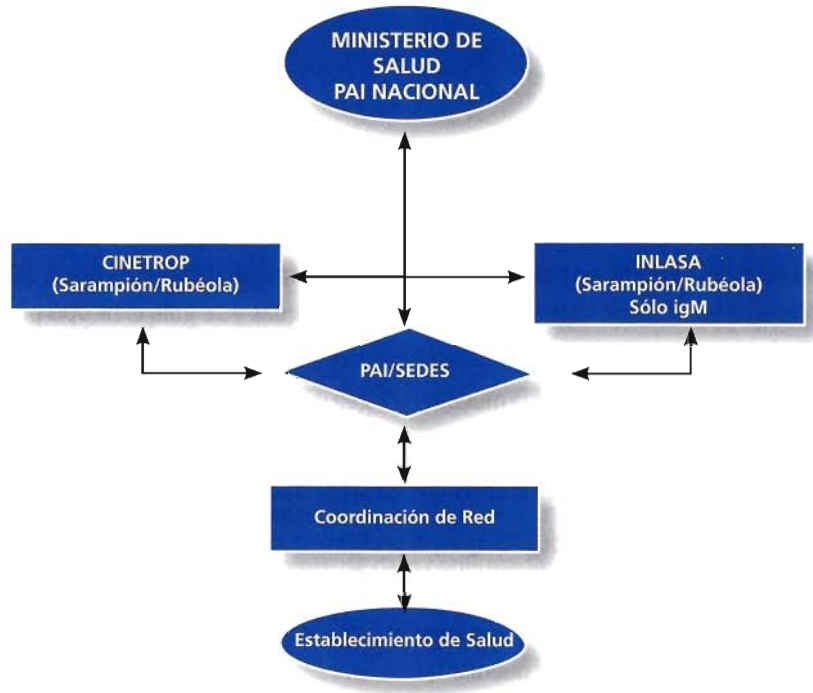 MINISTERIO DE
SALUD
PAI NACIONAL
CINETROP
(Sarampión/Rubéola)
INLASA
(Sarampión/Rubéola)
Sólo igM
PAI/SEDES
Coordinación de Red
Establecimiento de Salud